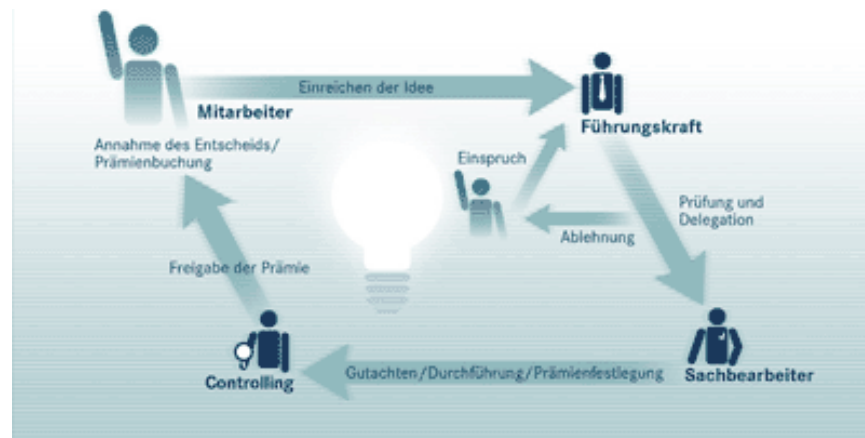 Einreichen der Idee
Mitarbeiter
Führungskraft
Annahme des Entscheids/
Prämienbuchung
Einspruch
Prüfung und
Delegation
Ablehnung
Freigabe der Prämie
Controlling
Gutachten/Durchführung/Prämienfestlegung
Sachbearbeiter